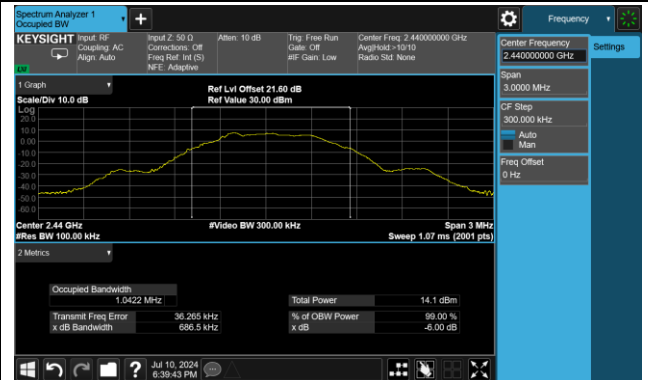 Spectrum Analyzer 1
Occupied BW
Frequency
KEYSIGHT
Input: RF
Coupling: AC
Align: Auto
Input Z: 50 Ω
Corrections: Off
Freq Ref: Int (S)
NFE: Adaptive
Atten: 10 dB
Trig: Free Run
Gate: Off
#IF Gain: Low
Center Freq: 2.440000000 GHz
Avg|Hold:>10/10
Radio Std: None
Center Frequency
2.440000000 GHz
Settings
Span
3.0000 MHz
CF Step
300.000 kHz
Auto
Man
Freq Offset
0 Hz
1 Graph
Scale/Div 10.0 dB
Ref Lvl Offset 21.60 dB
Ref Value 30.00 dBm
Log
20.0
10.0
0.00
-10.0
-20.0
-30.0
-40.0
-50.0
-60.0
Center 2.44 GHz
#Video BW 300.00 kHz
Span 3 MHz
#Res BW 100.00 kHz
Sweep 1.07 ms (2001 pts)
2 Metrics
Occupied Bandwidth
1.0422 MHz
Total Power
14.1 dBm
Transmit Freq Error
36.265 kHz
% of OBW Power
99.00 %
x dB Bandwidth
686.5 kHz
x dB
-6.00 dB
?
Jul 10, 2024
6:39:43 PM